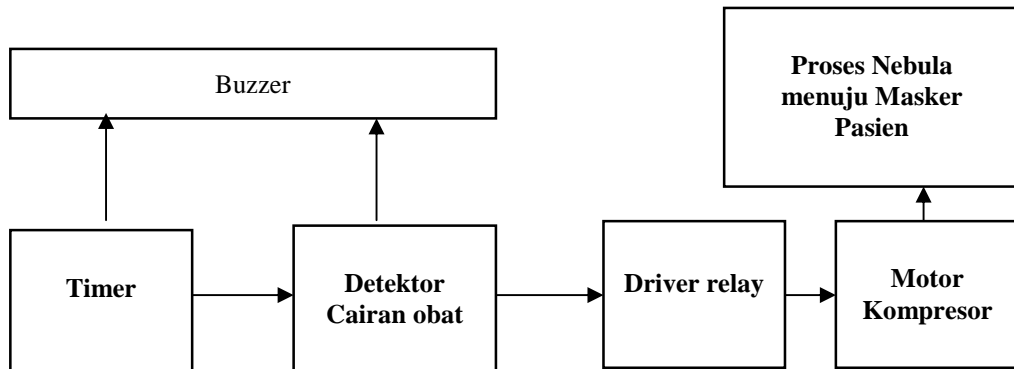 Buzzer
Proses Nebula
menuju Masker
Pasien
Timer
Detektor
Cairan obat
Driver relay
Motor
Kompresor